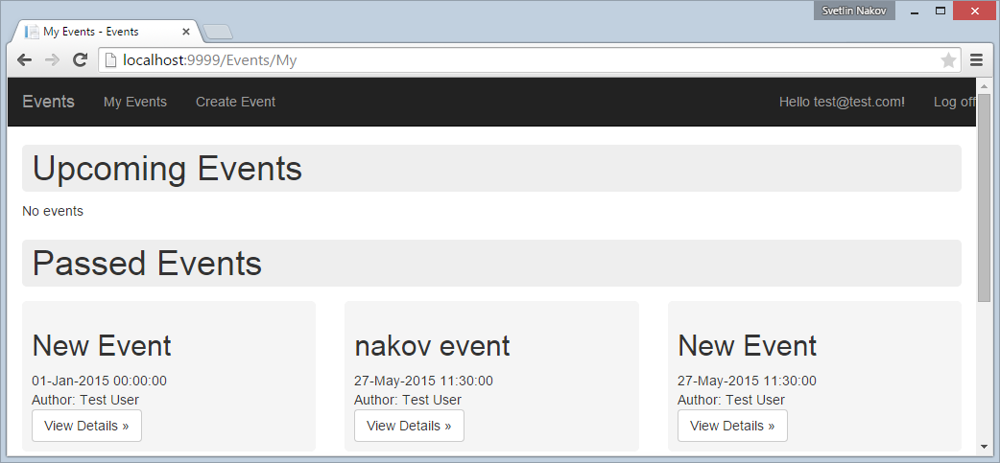 Svetlin Nakov
My Events - Events
localhost:9999/Events/My
Events My Events Create Event Hello test@test.com! Log off
Upcoming Events
No events
Passed Events
New Event
01-Jan-2015 00:00:00
Author: Test User
View Details »
nakov event
27-May-2015 11:30:00
Author: Test User
View Details »
New Event
27-May-2015 11:30:00
Author: Test User
View Details »